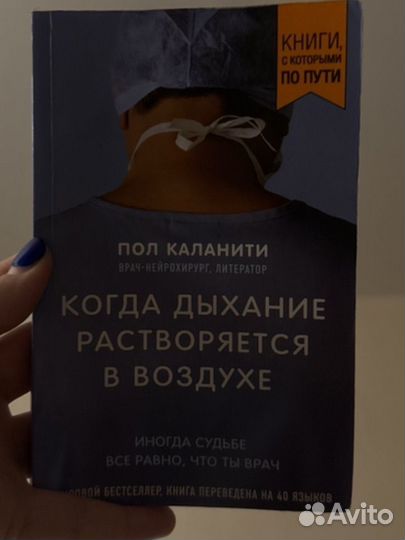 КНИГИ,
С КОТОРЫМИ
ПО ПУТИ
ПОЛ КАЛАНИТИ
ВРАЧ-НЕЙРОХИРУРГ, ЛИТЕРАТОР
КОГДА ДЫХАНИЕ
РАСТВОРЯЕТСЯ
В ВОЗДУХЕ
ИНОГДА СУДЬБЕ
ВСЕ РАВНО, ЧТО ТЫ ВРАЧ
БЕСТСЕЛЛЕР, КНИГА ПЕРЕВЕДЕНА НА 40 ЯЗЫКОВ
Avito